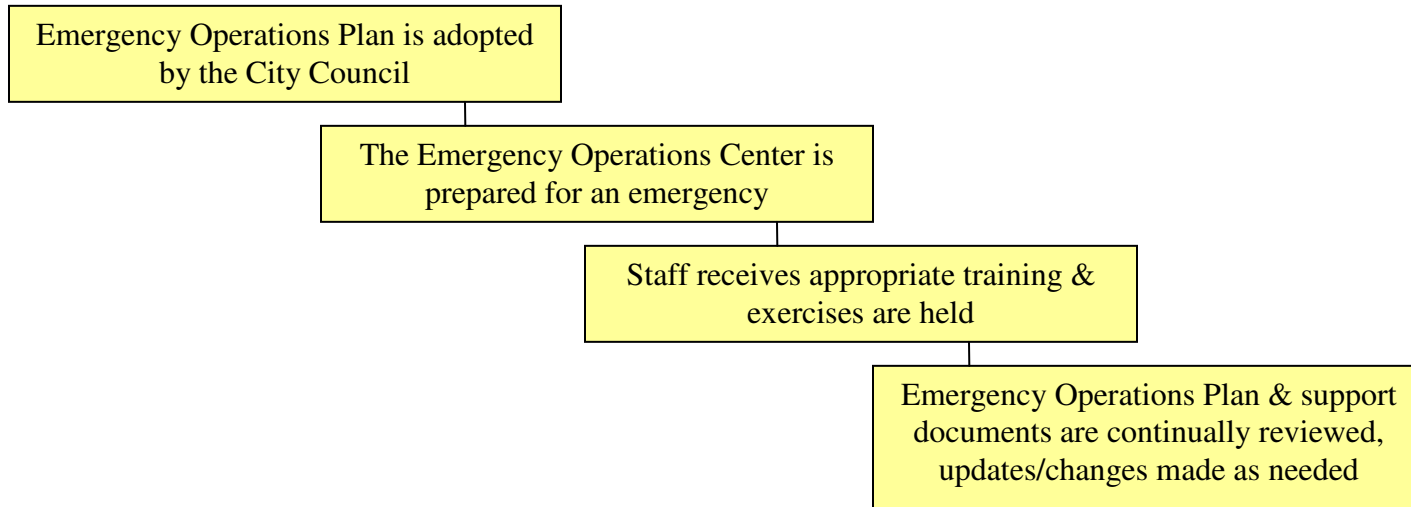 Emergency Operations Plan is adopted
by the City Council
The Emergency Operations Center is
prepared for an emergency
Staff receives appropriate training &
exercises are held
Emergency Operations Plan & support
documents are continually reviewed,
updates/changes made as needed